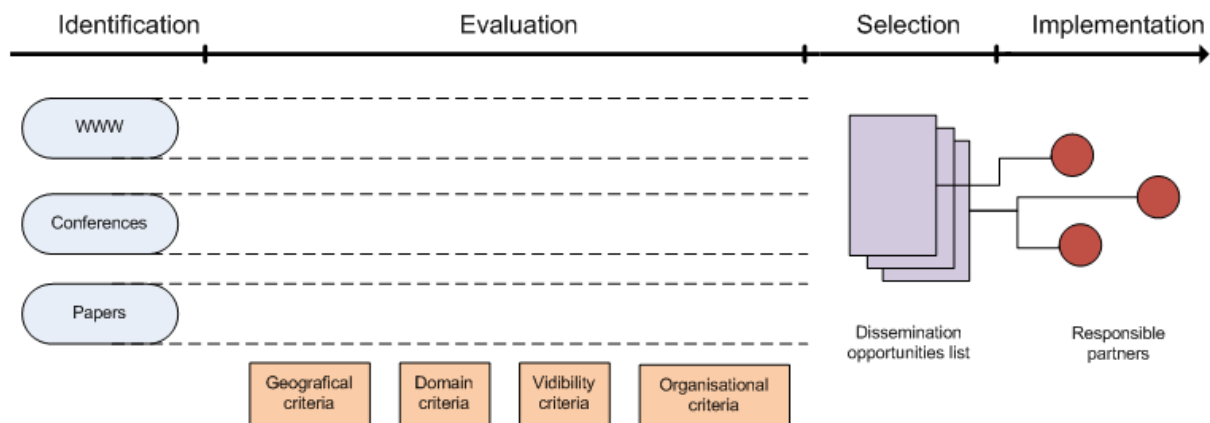 Identification
Evaluation
Selection
Implementation
WWW
Conferences
Papers
Dissemination
opportunities list
Responsible
partners
Geografical
criteria
Domain
criteria
Vidibility
criteria
Organisational
criteria